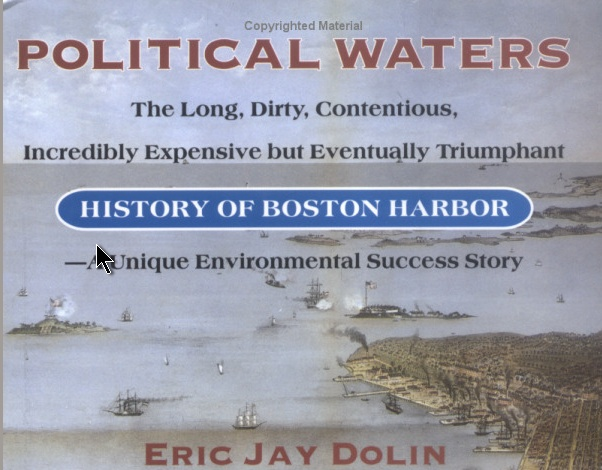 Copyrighted Material
POLITICAL WATERS
The Long, Dirty, Contentious,
Incredibly Expensive but Eventually Triumphant
HISTORY OF BOSTON HARBOR
—A Unique Environmental Success Story
ERIC JAY DOLIN